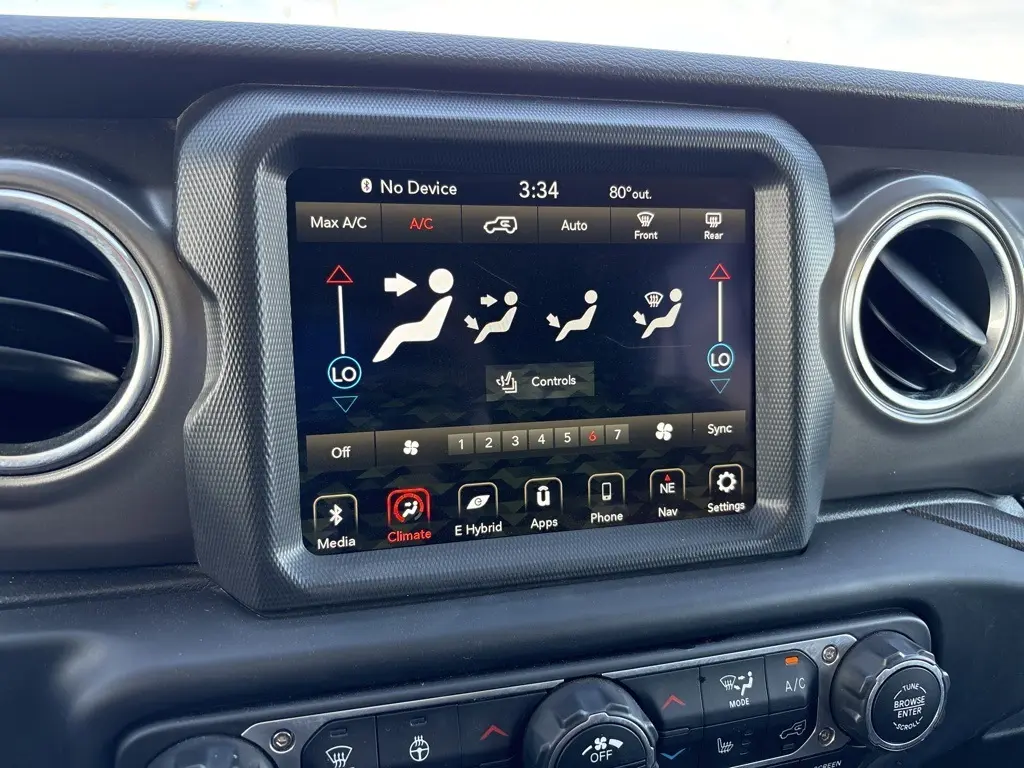 No Device 3:34 80° out.
Max A/C A/C Auto Front Rear
LO LO
Controls
Off 1 2 3 4 5 6 7 Sync
Media Climate E Hybrid Apps Phone NE Nav Settings
MODE A/C
OFF
TUNE
BROWSE
ENTER
SCROLL
SCREEN